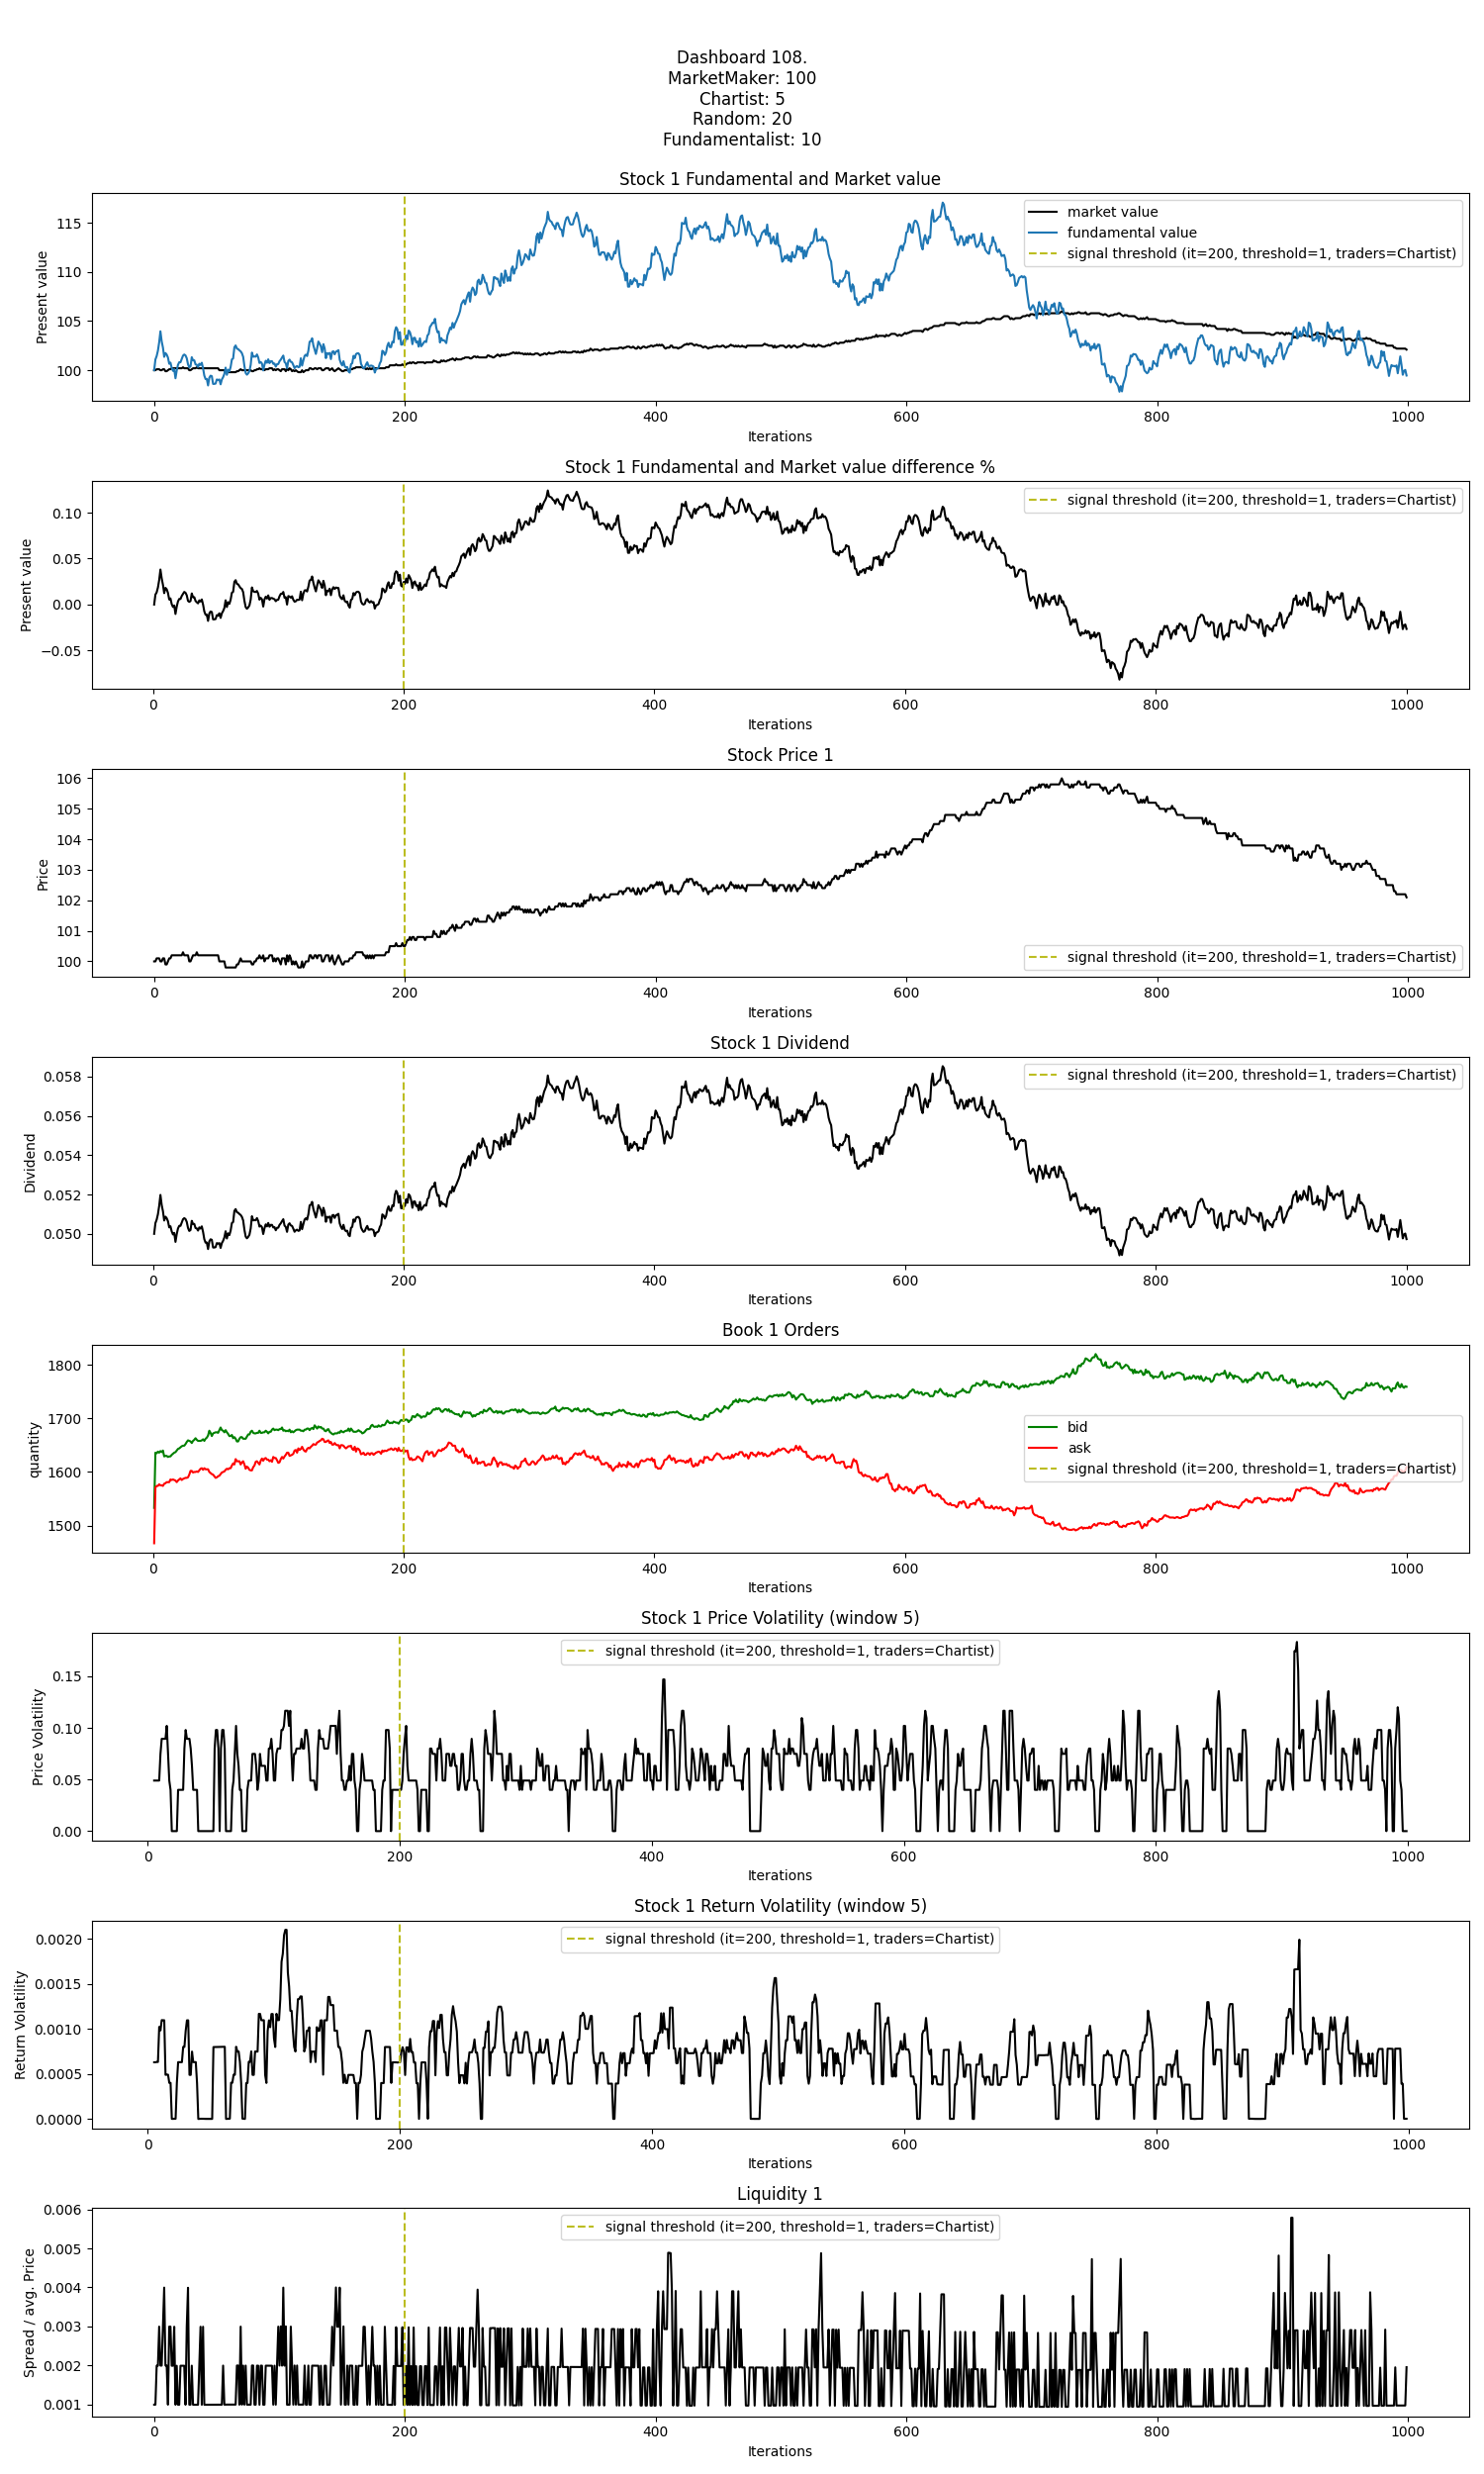 Dashboard 108.
MarketMaker: 100
Chartist: 5
Random: 20
Fundamentalist: 10
Stock 1 Fundamental and Market value
Present value
115
110
105
100
market value
fundamental value
signal threshold (it=200, threshold=1, traders=Chartist)
0 200 400 600 800 1000
Iterations
Stock 1 Fundamental and Market value difference %
Present value
0.10
0.05
0.00
−0.05
signal threshold (it=200, threshold=1, traders=Chartist)
0 200 400 600 800 1000
Iterations
Stock Price 1
Price
106
105
104
103
102
101
100
signal threshold (it=200, threshold=1, traders=Chartist)
0 200 400 600 800 1000
Iterations
Stock 1 Dividend
Dividend
0.058
0.056
0.054
0.052
0.050
signal threshold (it=200, threshold=1, traders=Chartist)
0 200 400 600 800 1000
Iterations
Book 1 Orders
quantity
1800
1700
1600
1500
bid
ask
signal threshold (it=200, threshold=1, traders=Chartist)
0 200 400 600 800 1000
Iterations
Stock 1 Price Volatility (window 5)
Price Volatility
0.15
0.10
0.05
0.00
signal threshold (it=200, threshold=1, traders=Chartist)
0 200 400 600 800 1000
Iterations
Stock 1 Return Volatility (window 5)
Return Volatility
0.0020
0.0015
0.0010
0.0005
0.0000
signal threshold (it=200, threshold=1, traders=Chartist)
0 200 400 600 800 1000
Iterations
Liquidity 1
Spread / avg. Price
0.006
0.005
0.004
0.003
0.002
0.001
signal threshold (it=200, threshold=1, traders=Chartist)
0 200 400 600 800 1000
Iterations